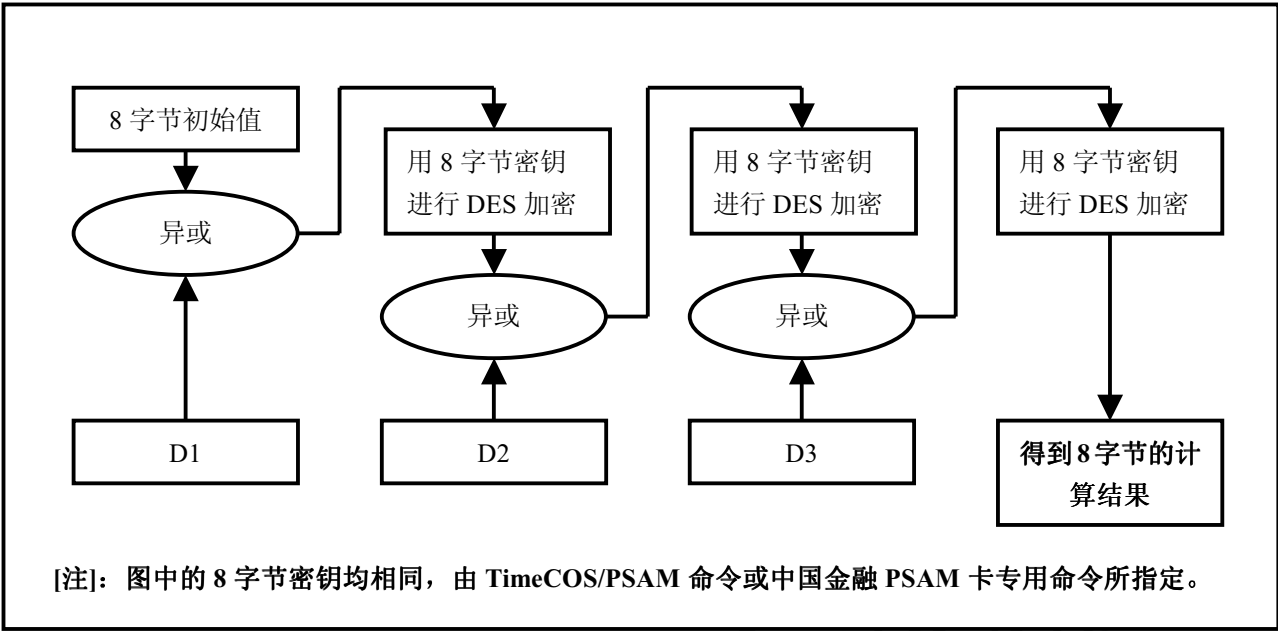 8 字节初始值
异或
D1
用 8 字节密钥
进行 DES 加密
异或
D2
用 8 字节密钥
进行 DES 加密
异或
D3
用 8 字节密钥
进行 DES 加密
得到 8 字节的计
算结果
[注]：图中的 8 字节密钥均相同，由 TimeCOS/PSAM 命令或中国金融 PSAM 卡专用命令所指定。